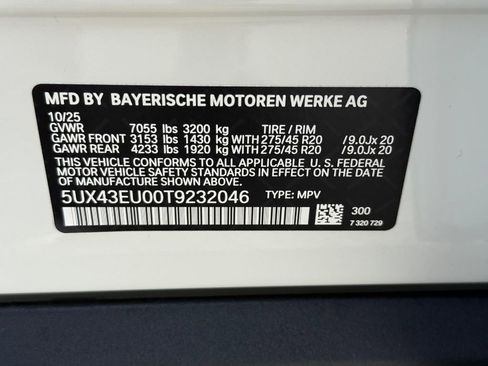 MFD BY BAYERISCHE MOTOREN WERKE AG
10/25
GVWR 7055 lbs 3200 kg TIRE / RIM
GAWR FRONT 3153 lbs 1430 kg WITH 275/45 R20 /9.0Jx 20
GAWR REAR 4233 lbs 1920 kg WITH 275/45 R20 /9.0Jx 20
THIS VEHICLE CONFORMS TO ALL APPLICABLE U. S. FEDERAL
MOTOR VEHICLE SAFETY STANDARDS IN EFFECT ON THE DATE
OF MANUFACTURE SHOWN ABOVE.
5UX43EU00T9232046 TYPE: MPV
300
7 320 729